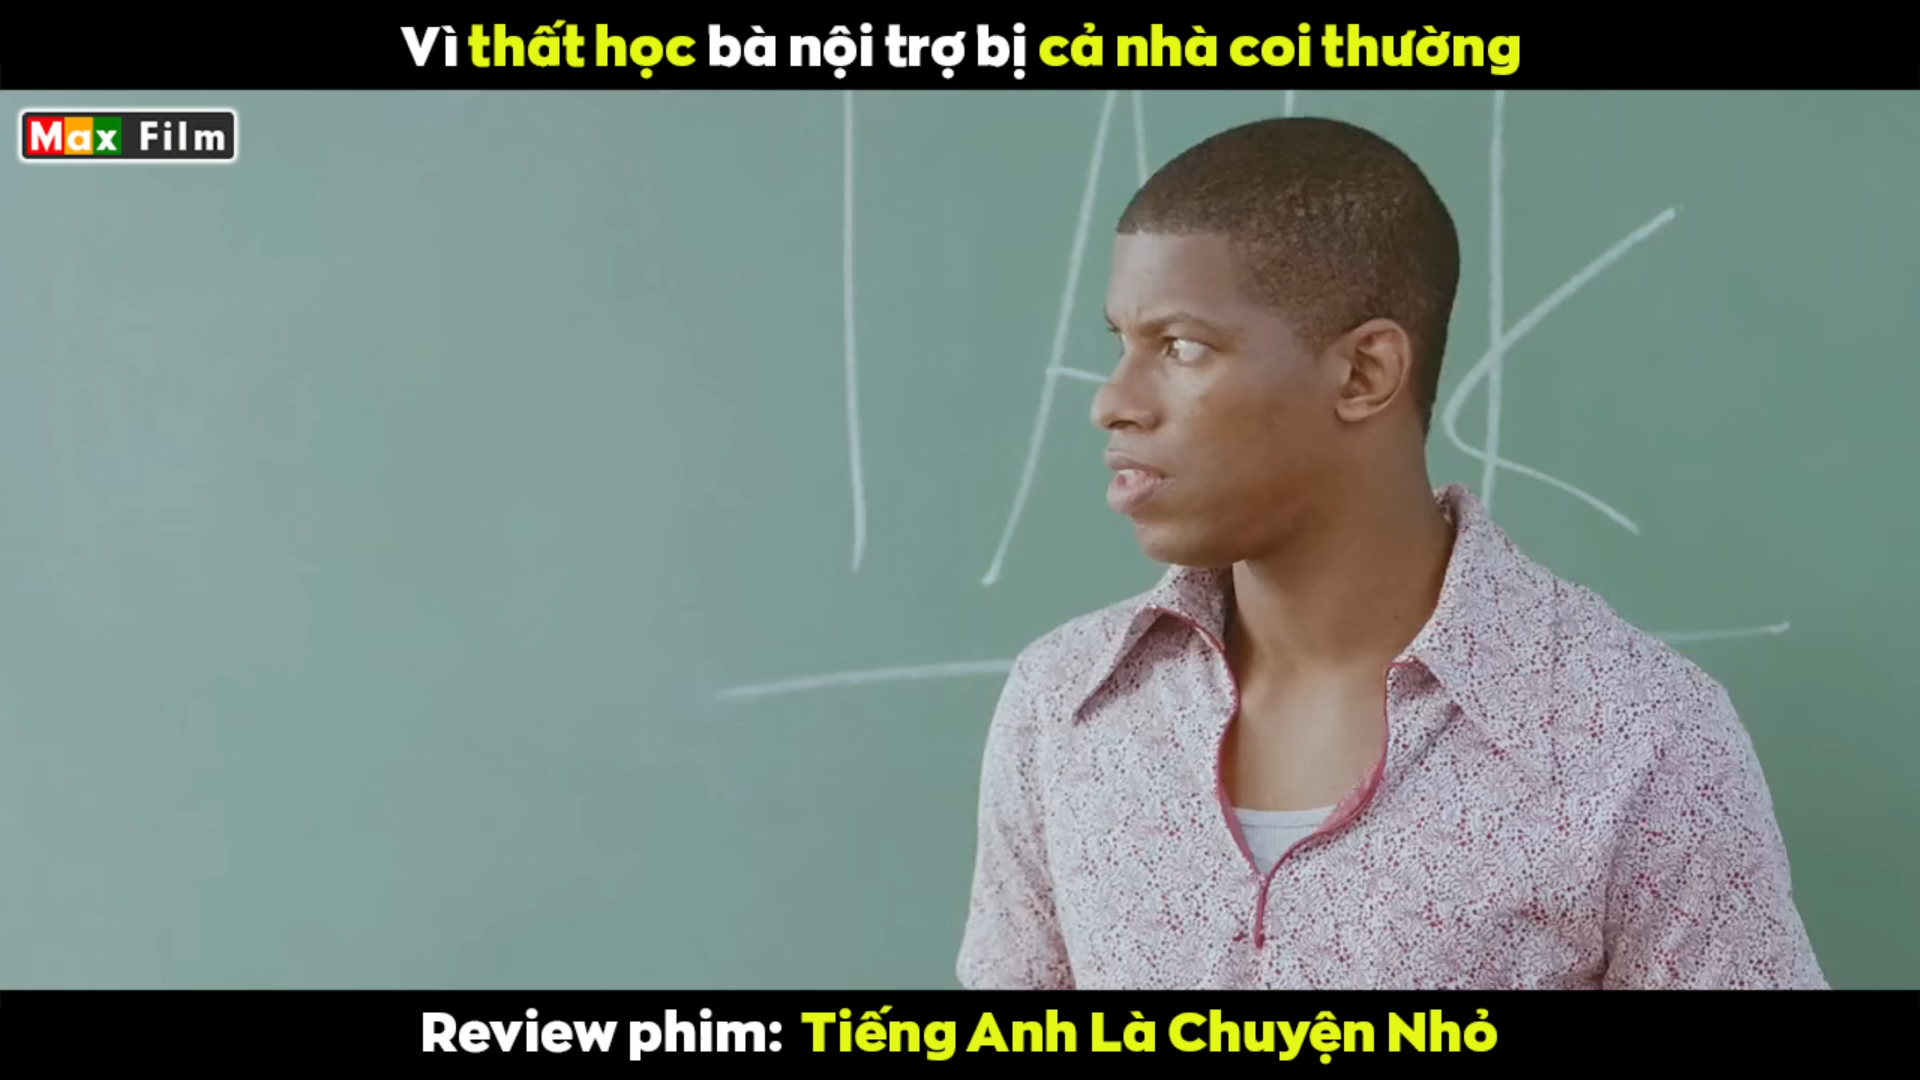 Vì thất học bà nội trợ bị cả nhà coi thường
Max Film
TALK
Review phim: Tiếng Anh Là Chuyện Nhỏ